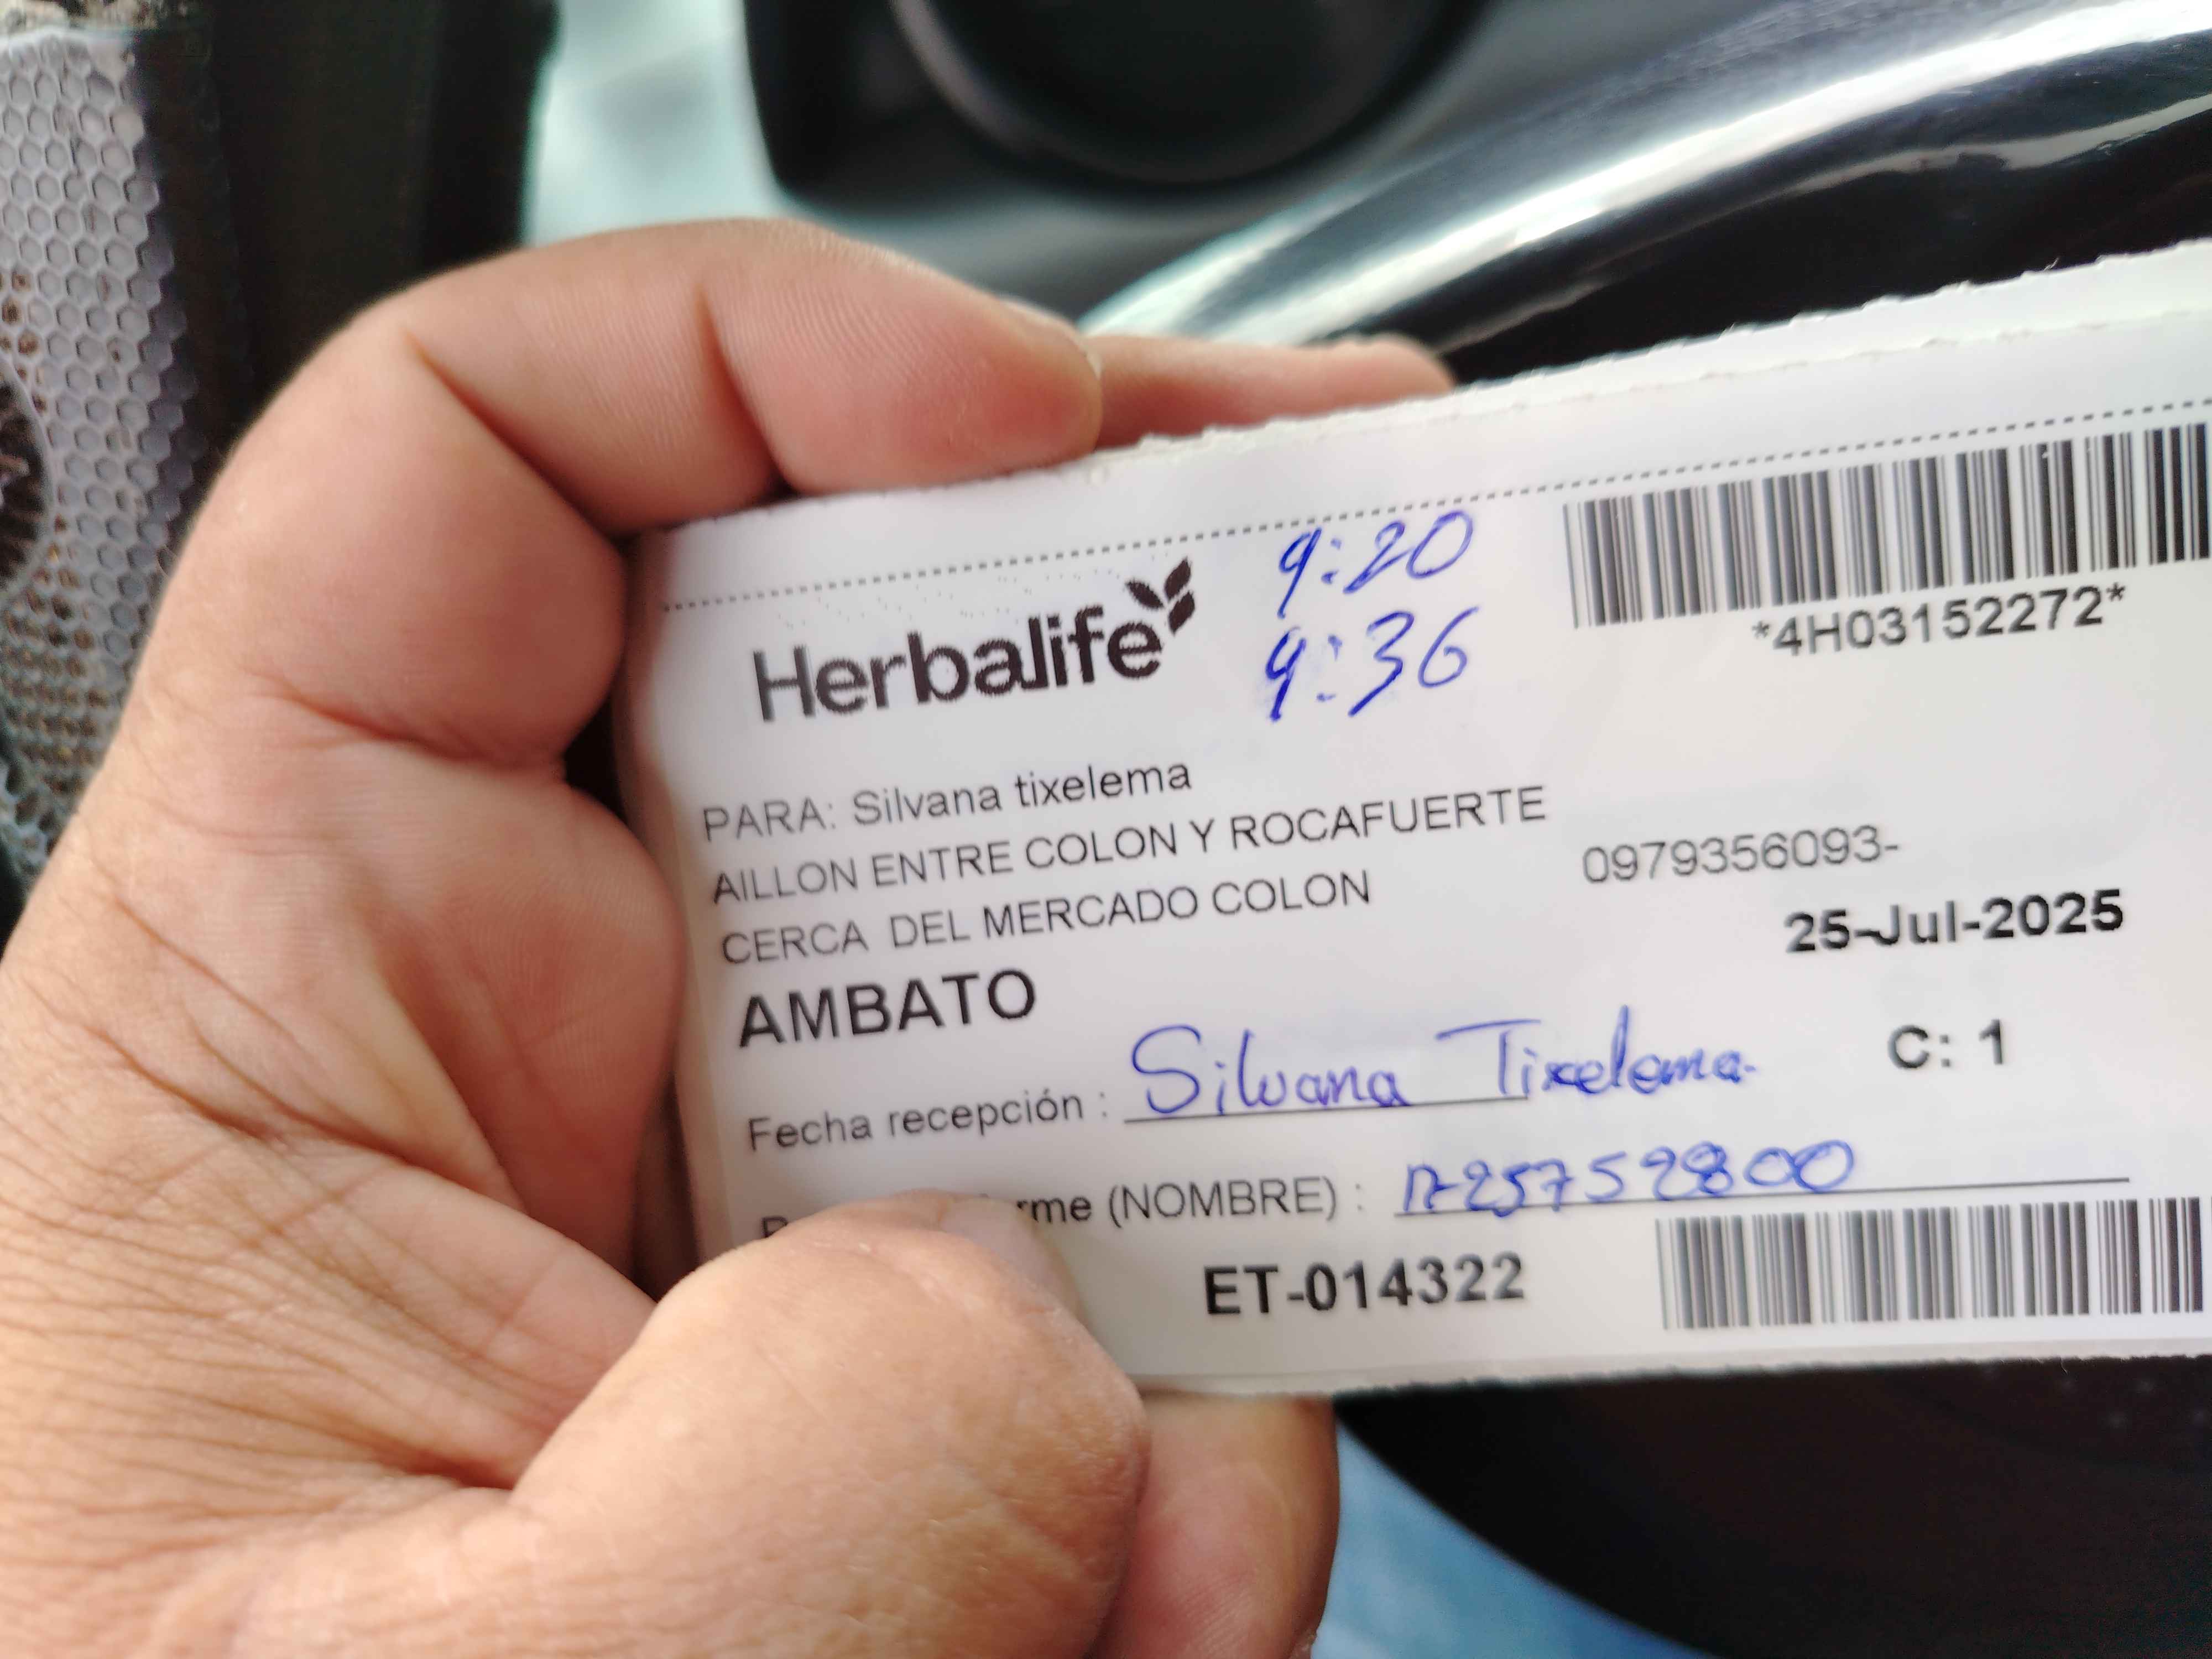 Herbalife
9:20
9:36
*4H03152272*
PARA: Silvana tixelema
AILLON ENTRE COLON Y ROCAFUERTE
0979356093-
CERCA DEL MERCADO COLON
25-Jul-2025
AMBATO
C: 1
Fecha recepción : Silvana Tixelema.
(NOMBRE) :
ET-014322